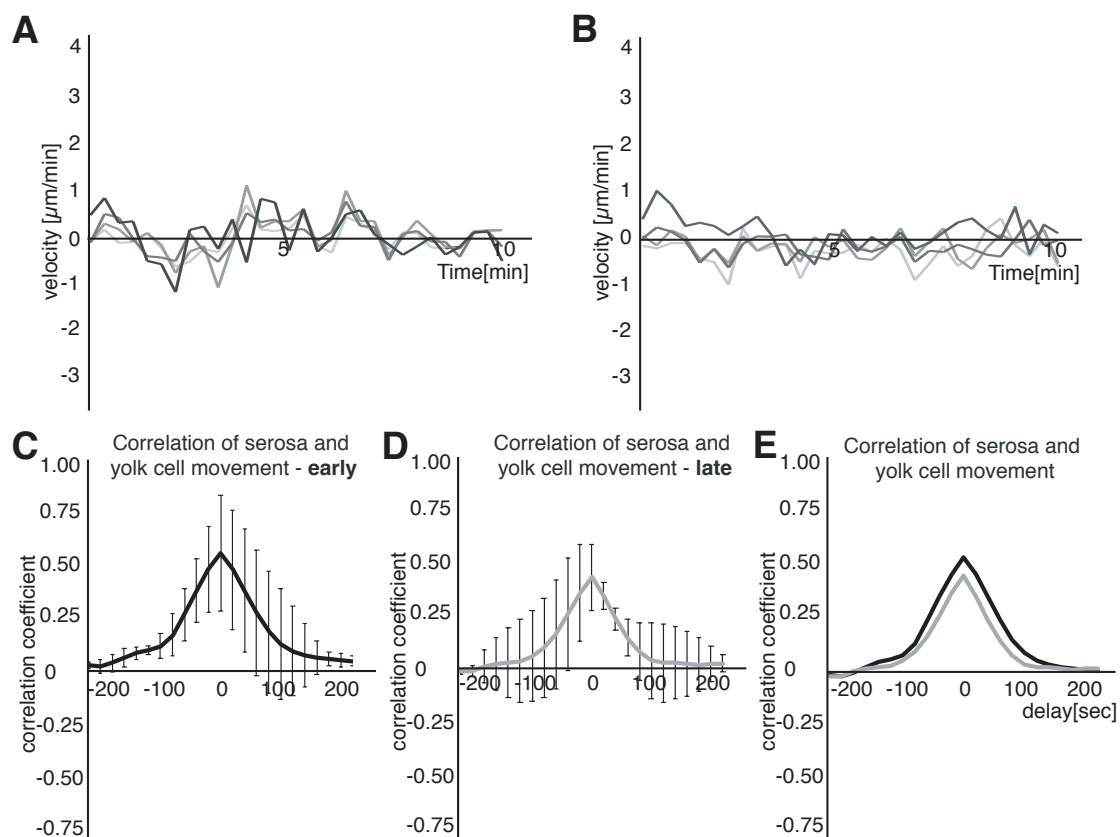 A
B
4
3
2
1
0
-1
-2
-3
velocity [µm/min]
5
10
Time[min]
4
3
2
1
0
-1
-2
-3
velocity [µm/min]
5
10
Time[min]
C
Correlation of serosa and
yolk cell movement - early
1.00
0.75
0.50
0.25
0
-0.25
-0.50
-0.75
correlation coefficient
-200 -100 0 100 200
D
Correlation of serosa and
yolk cell movement - late
1.00
0.75
0.50
0.25
0
-0.25
-0.50
-0.75
correlation coefficient
-200 -100 0 100 200
E
Correlation of serosa and
yolk cell movement
1.00
0.75
0.50
0.25
0
-0.25
-0.50
-0.75
correlation coefficient
-200 -100 0 100 200
delay[sec]